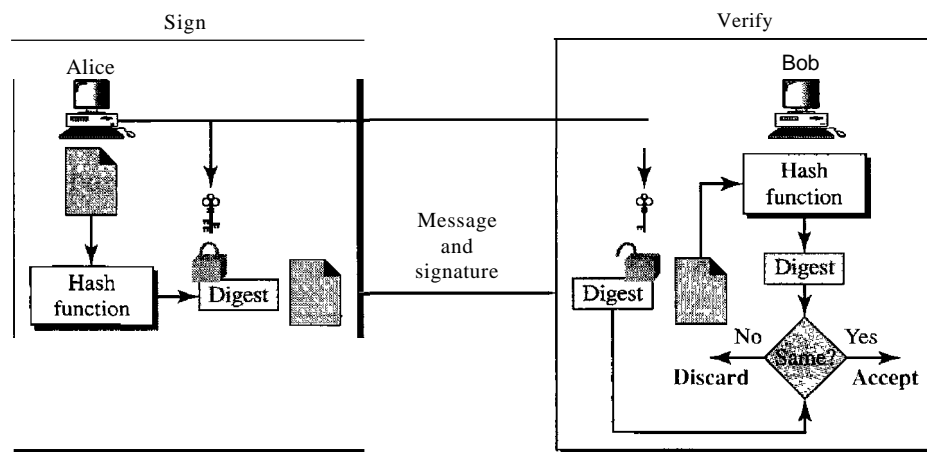 Sign
Verify
Alice
Bob
Hash
function
Digest
Message
and
signature
Digest
Hash
function
Digest
No
Same?
Yes
Discard
Accept